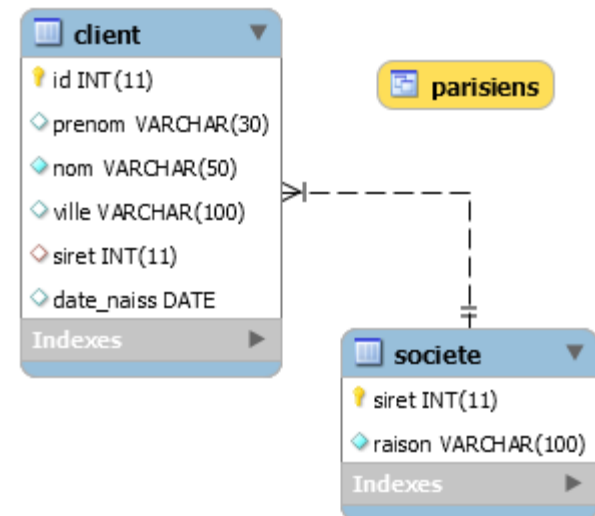 client
id INT(11)
prenom VARCHAR(30)
nom VARCHAR(50)
ville VARCHAR(100)
siret INT(11)
date_naiss DATE
Indexes
parisiens
societe
siret INT(11)
raison VARCHAR(100)
Indexes